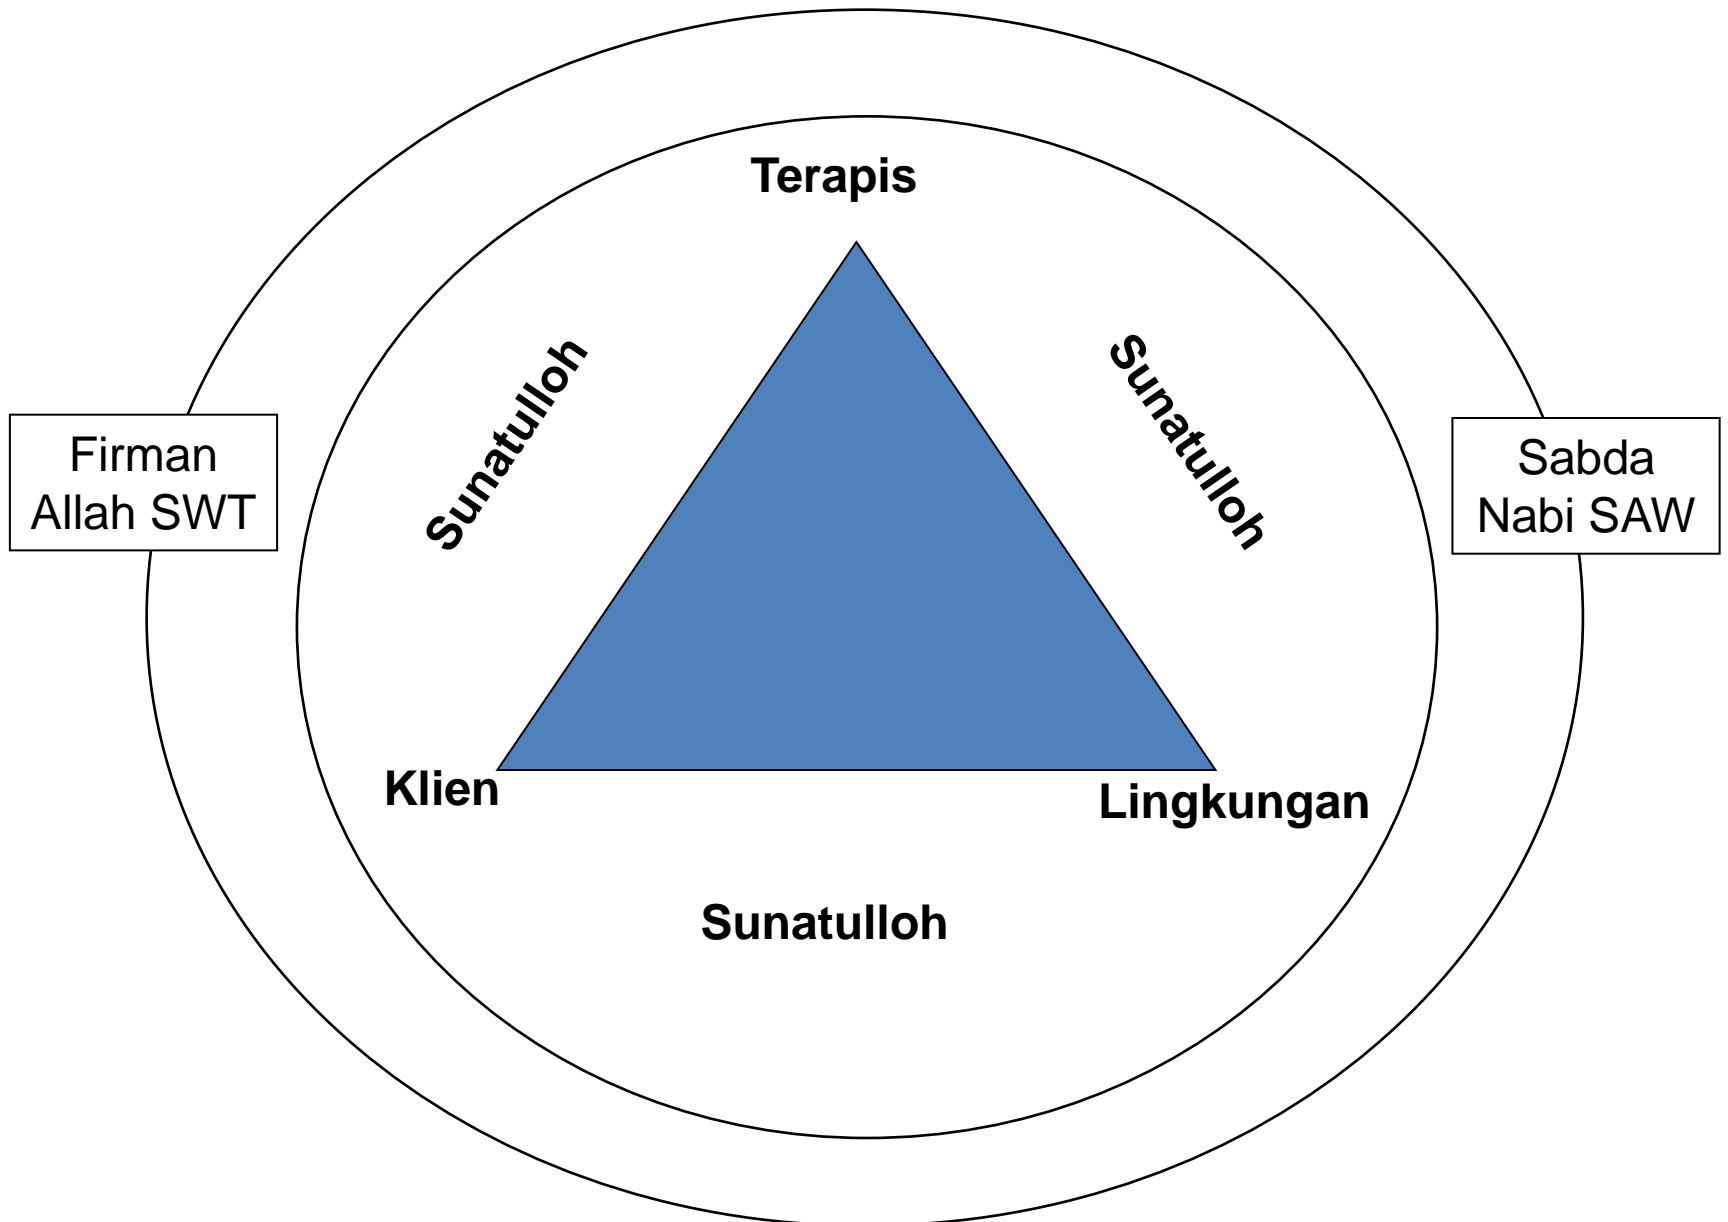 Terapis
Sunatulloh
Sunatulloh
Firman
Allah SWT
Sabda
Nabi SAW
Klien
Lingkungan
Sunatulloh